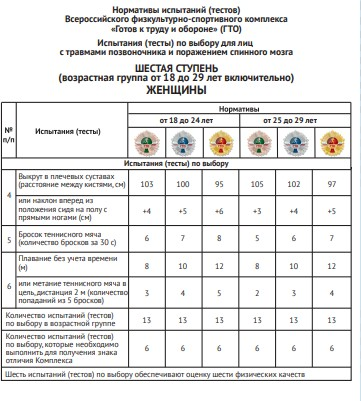 Нормативы испытаний (тестов)
Всероссийского физкультурно-спортивного комплекса
«Готов к труду и обороне» (ГТО)
Испытания (тесты) по выбору для лиц
с травмами позвоночника и поражением спинного мозга
ШЕСТАЯ СТУПЕНЬ
(возрастная группа от 18 до 29 лет включительно)
ЖЕНЩИНЫ
№ п/п Испытания (тесты) Нормативы
от 18 до 24 лет от 25 до 29 лет
Испытания (тесты) по выбору
4 Выкрут в плечевых суставах
(расстояние между кистями, см) 103 100 95 105 102 97
или наклон вперед из
положения сидя на полу с
прямыми ногами (см) +4 +5 +6 +3 +4 +5
5 Бросок теннисного мяча
(количество бросков за 30 с) 6 7 8 5 6 7
6 Плавание без учета времени
(м) 8 10 12 8 10 12
или метание теннисного мяча в
цель, дистанция 2 м (количество
попаданий из 5 бросков) 3 4 5 2 3 4
Количество испытаний (тестов)
по выбору в возрастной группе 13 13 13 13 13 13
Количество испытаний (тестов)
по выбору, которые необходимо
выполнить для получения знака
отличия Комплекса 6 6 6 6 6 6
Шесть испытаний (тестов) по выбору обеспечивают оценку шести физических качеств